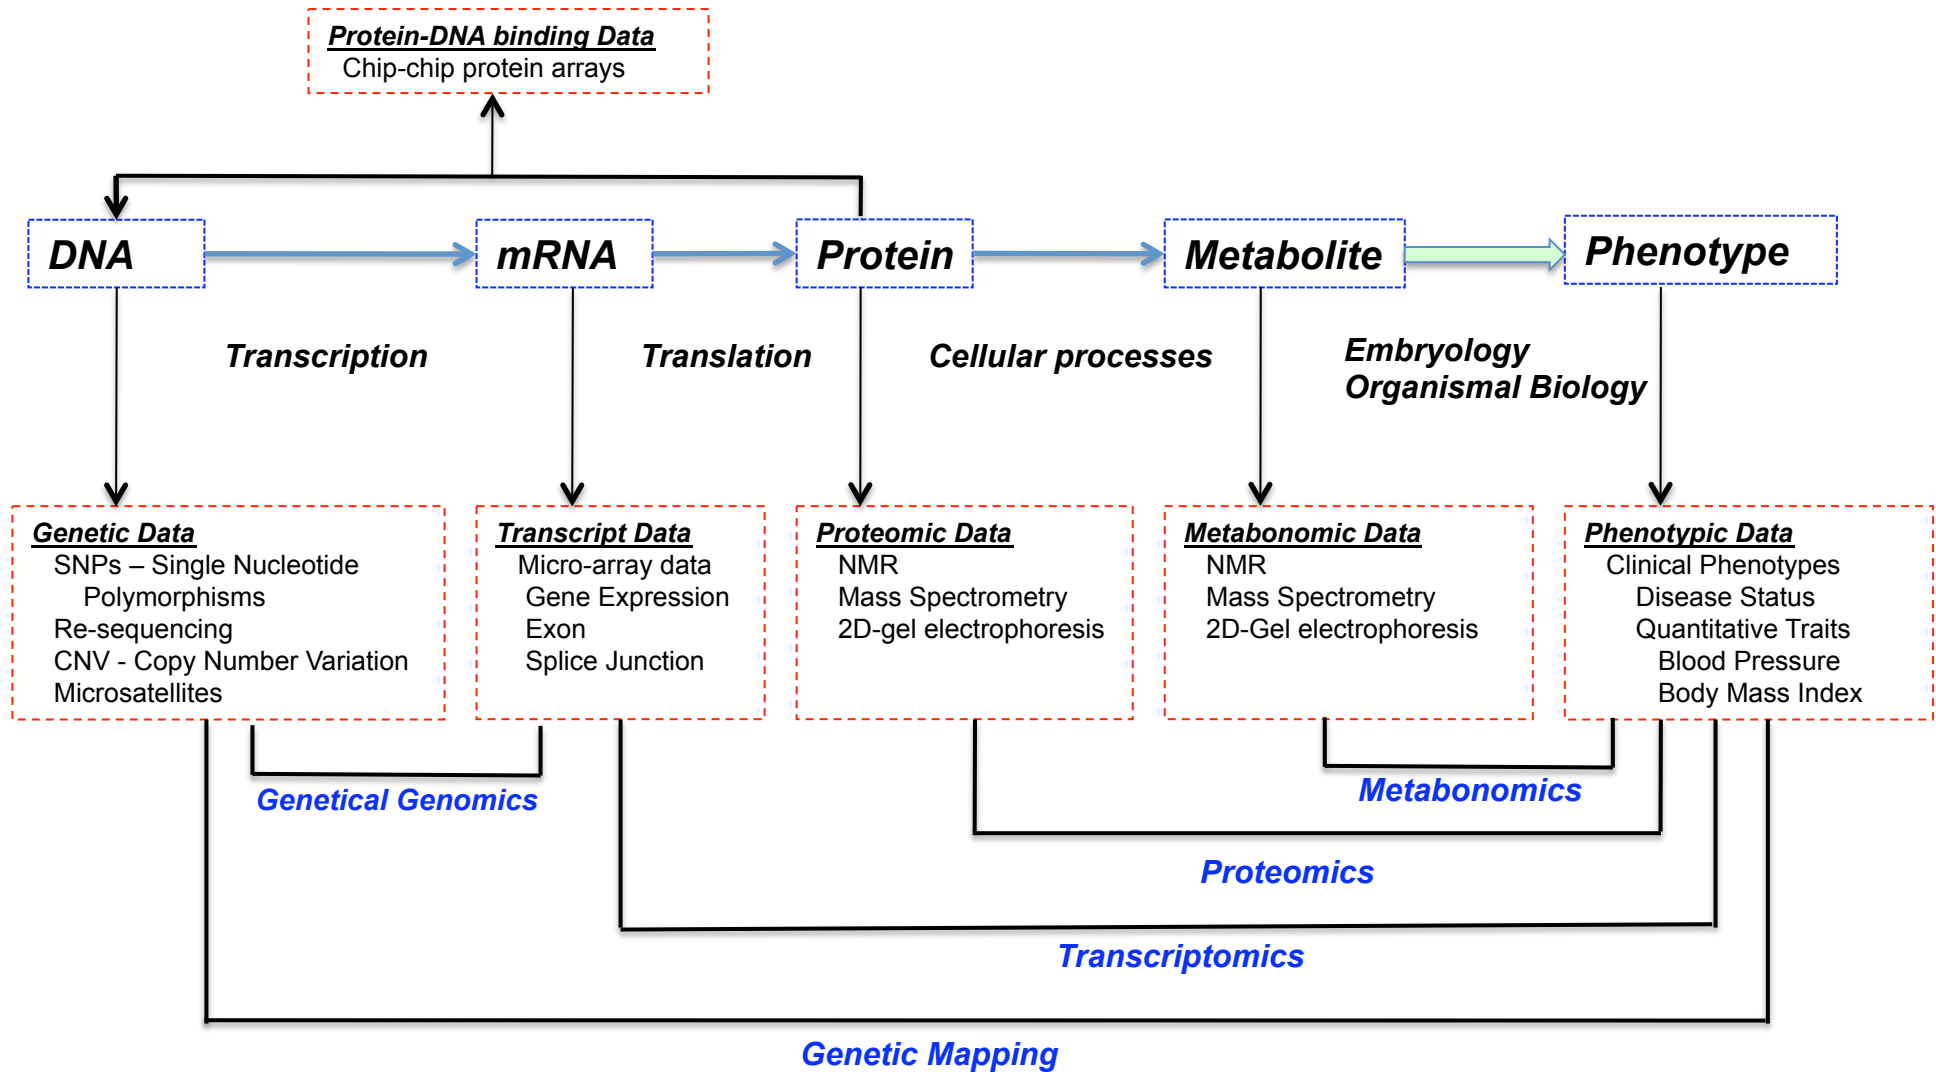 Protein-DNA binding Data
Chip-chip protein arrays
DNA
mRNA
Protein
Metabolite
Phenotype
Transcription
Translation
Cellular processes
Embryology
Organismal Biology
Genetic Data
SNPs – Single Nucleotide
Polymorphisms
Re-sequencing
CNV - Copy Number Variation
Microsatellites
Transcript Data
Micro-array data
Gene Expression
Exon
Splice Junction
Proteomic Data
NMR
Mass Spectrometry
2D-gel electrophoresis
Metabonomic Data
NMR
Mass Spectrometry
2D-Gel electrophoresis
Phenotypic Data
Clinical Phenotypes
Disease Status
Quantitative Traits
Blood Pressure
Body Mass Index
Genetical Genomics
Metabonomics
Proteomics
Transcriptomics
Genetic Mapping